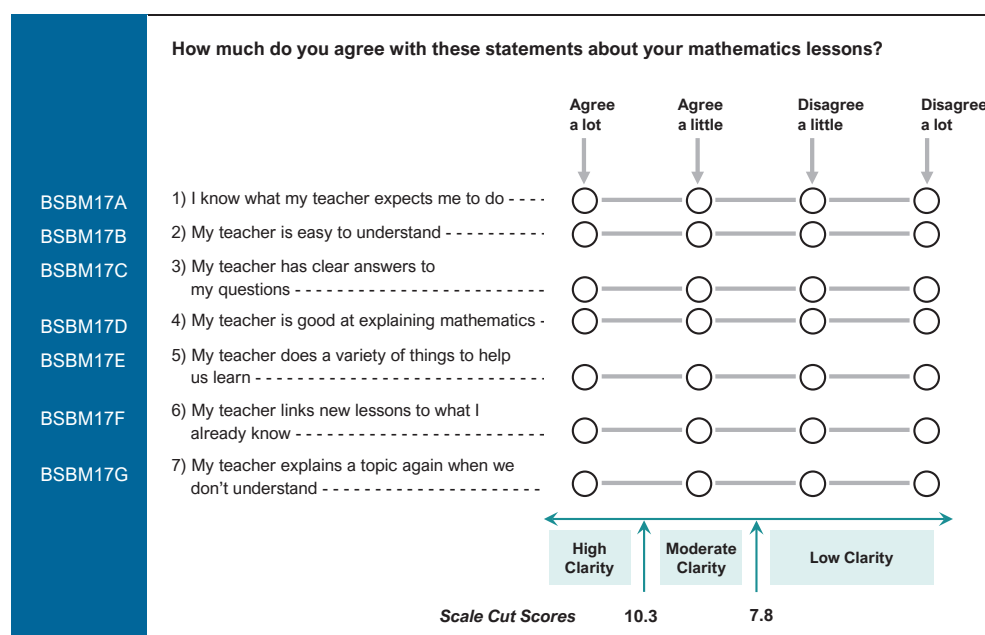 How much do you agree with these statements about your mathematics lessons?
Agree a lot
Agree a little
Disagree a little
Disagree a lot
BSBM17A
1) I know what my teacher expects me to do - - - -
BSBM17B
2) My teacher is easy to understand - - - - - - - - - -
BSBM17C
3) My teacher has clear answers to
my questions - - - - - - - - - - - - - - - - - - - - - - - - -
BSBM17D
4) My teacher is good at explaining mathematics -
BSBM17E
5) My teacher does a variety of things to help
us learn - - - - - - - - - - - - - - - - - - - - - - - - - - - - -
BSBM17F
6) My teacher links new lessons to what I
already know - - - - - - - - - - - - - - - - - - - - - - - - -
BSBM17G
7) My teacher explains a topic again when we
don't understand - - - - - - - - - - - - - - - - - - - - - -
High
Clarity
Moderate
Clarity
Low Clarity
Scale Cut Scores 10.3 7.8